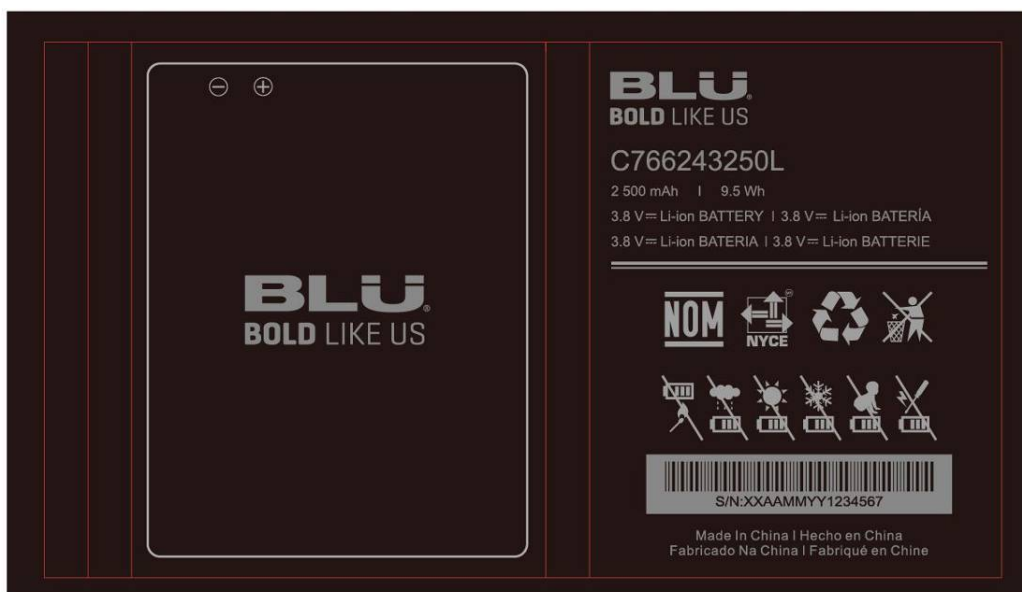 BLU
BOLD LIKE US
BLU
BOLD LIKE US
C766243250L
2 500 mAh I 9.5 Wh
3.8 V⎓ Li-ion BATTERY I 3.8 V⎓ Li-ion BATERÍA
3.8 V⎓ Li-ion BATERIA I 3.8 V⎓ Li-ion BATTERIE
NOM
NYCE
S/N:XXAAMMYY1234567
Made In China I Hecho en China
Fabricado Na China I Fabriqué en Chine